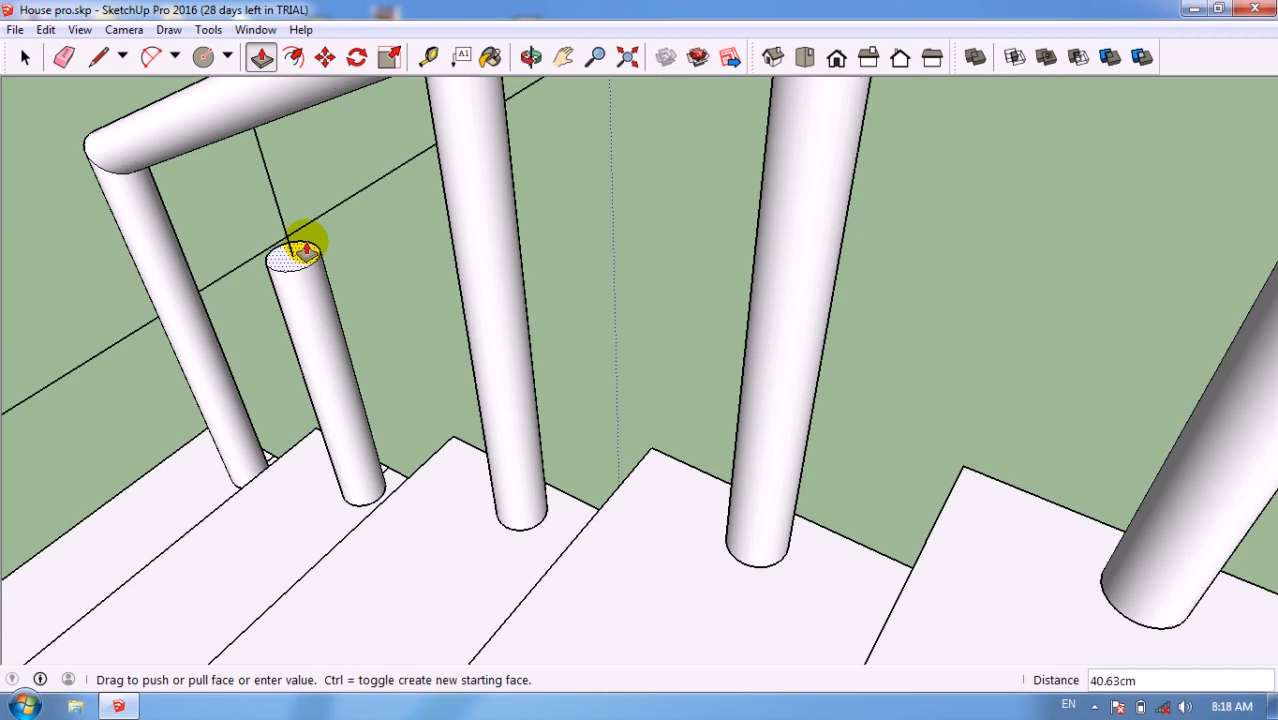 House pro.skp - SketchUp Pro 2016 (28 days left in TRIAL)
File Edit View Camera Draw Tools Window Help
A1
Drag to push or pull face or enter value. Ctrl = toggle create new starting face.
Distance 40.63cm
EN 8:18 AM